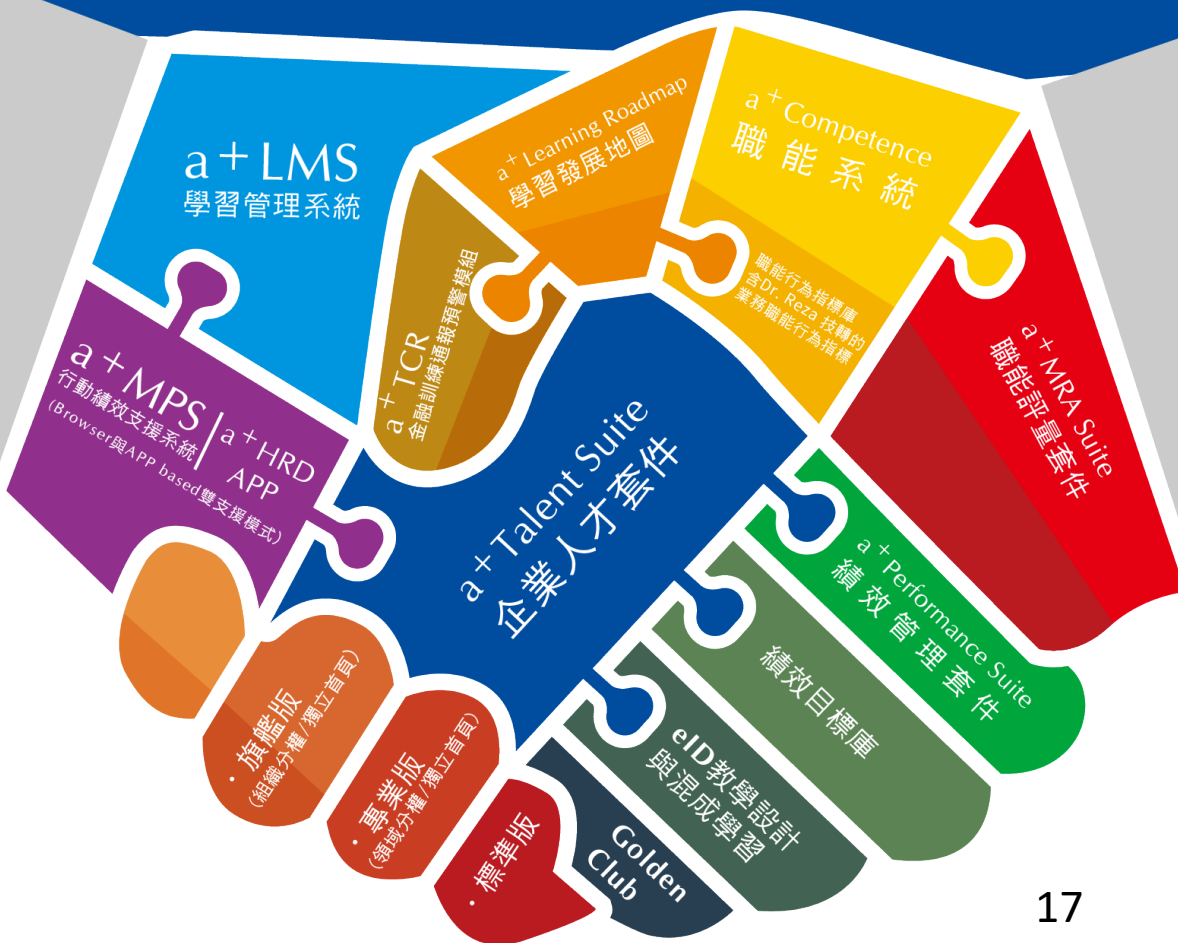 a+LMS
學習管理系統
a+Learning Roadmap
學習發展地圖
a+Competence
職能系統
職能行為指標庫
含Dr. Reza 技轉的
業務職能行為指標
a+MRA Suite
職能評量套件
a+TCR
金融訓練通報預警模組
a+MPS
行動績效支援系統
a+HRD
APP
(Browser與APP based雙支援模式)
a+Talent Suite
企業人才套件
a+Performance Suite
績效管理套件
績效目標庫
eID教學設計
與混成學習
Golden
Club
・旗艦版
(組織分權/獨立首頁)
・專業版
(領域分權/獨立首頁)
・標準版
17